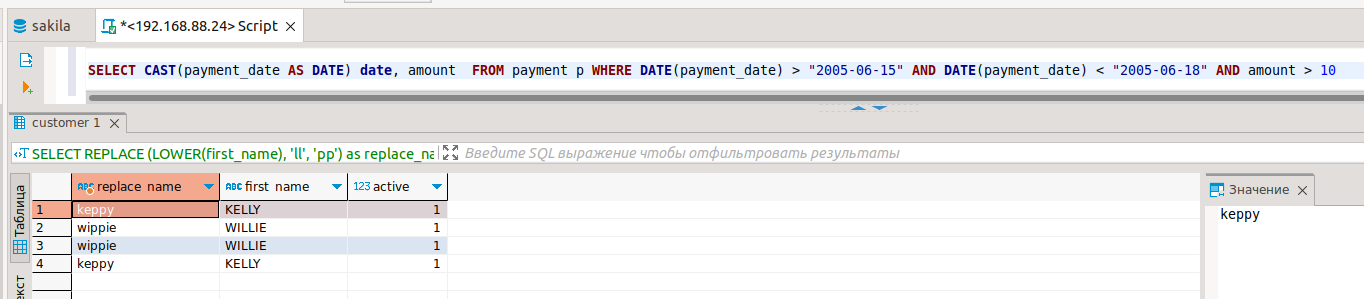 sakila
*<192.168.88.24> Script
SELECT CAST(payment_date AS DATE) date, amount  FROM payment p WHERE DATE(payment_date) > "2005-06-15" AND DATE(payment_date) < "2005-06-18" AND amount > 10
customer 1
SELECT REPLACE (LOWER(first_name), 'll', 'pp') as replace_na
Введите SQL выражение чтобы отфильтровать результаты
Таблица
replace_name first_name 123 active
1 keppy KELLY 1
2 wippie WILLIE 1
3 wippie WILLIE 1
4 keppy KELLY 1
Значение
keppy